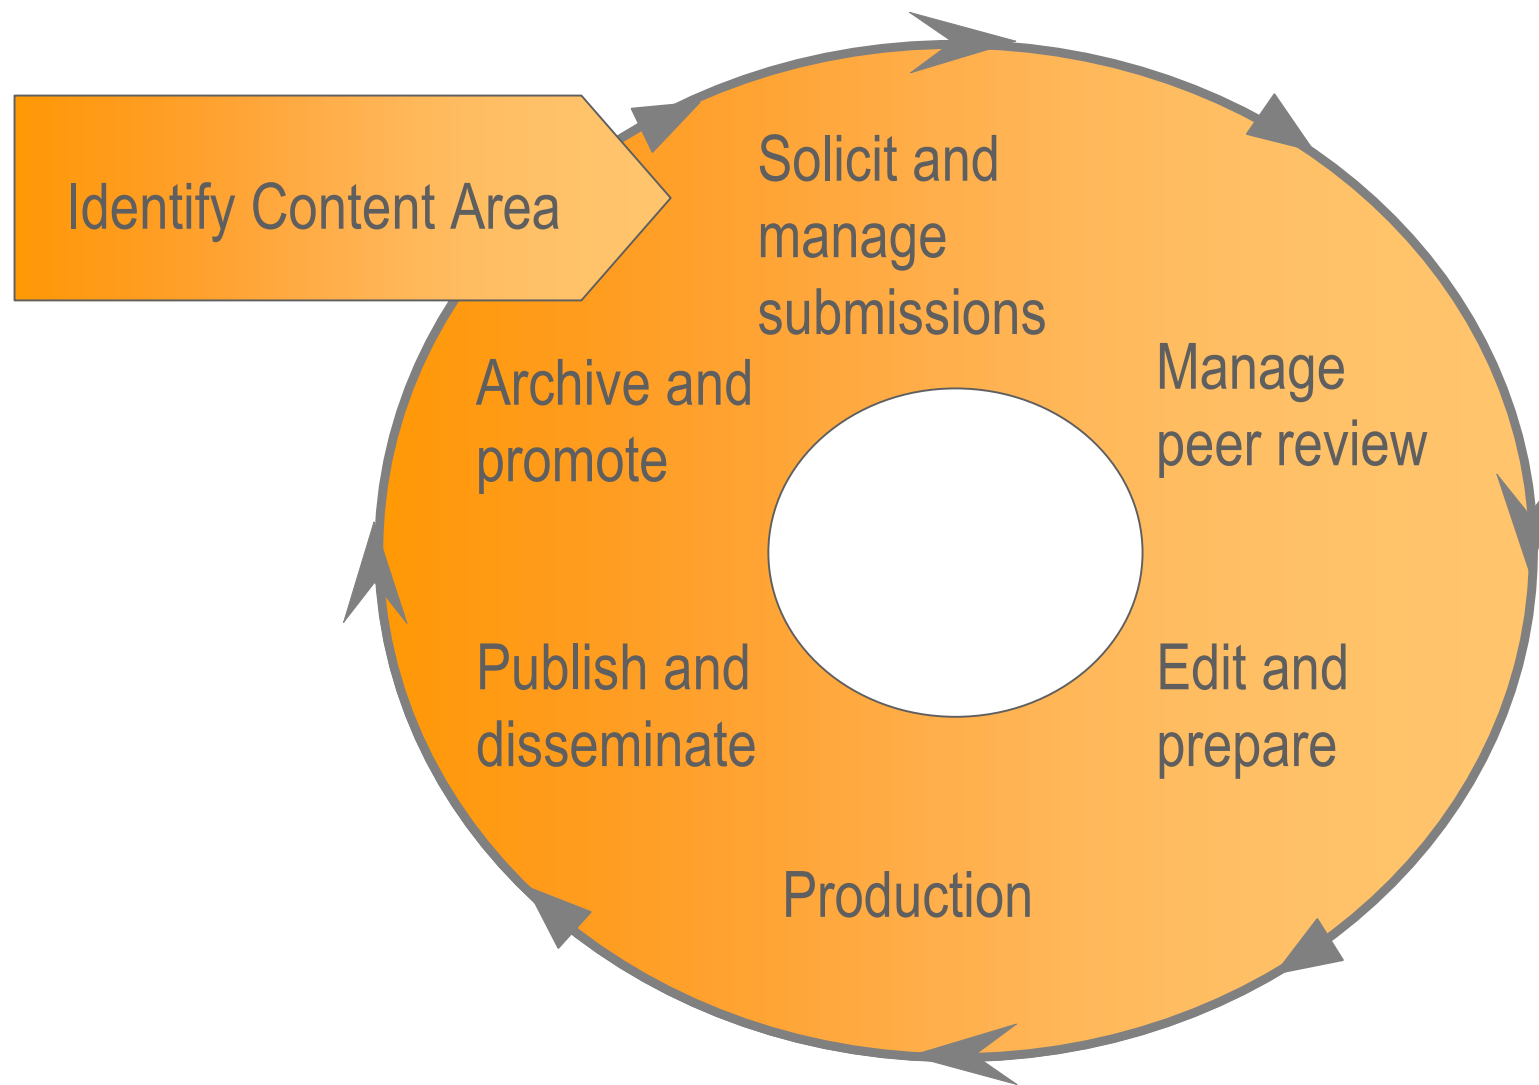 Identify Content Area
Solicit and
manage
submissions
Manage
peer review
Edit and
prepare
Production
Publish and
disseminate
Archive and
promote